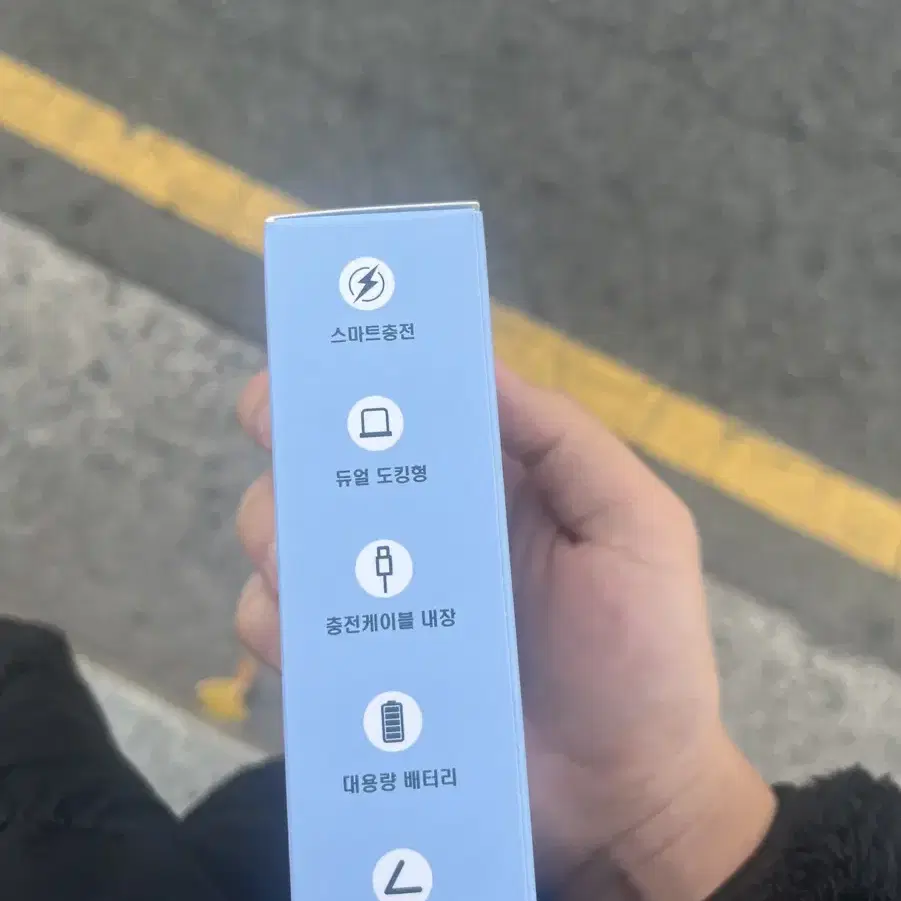 스마트충전
듀얼 도킹형
충전케이블 내장
대용량 배터리